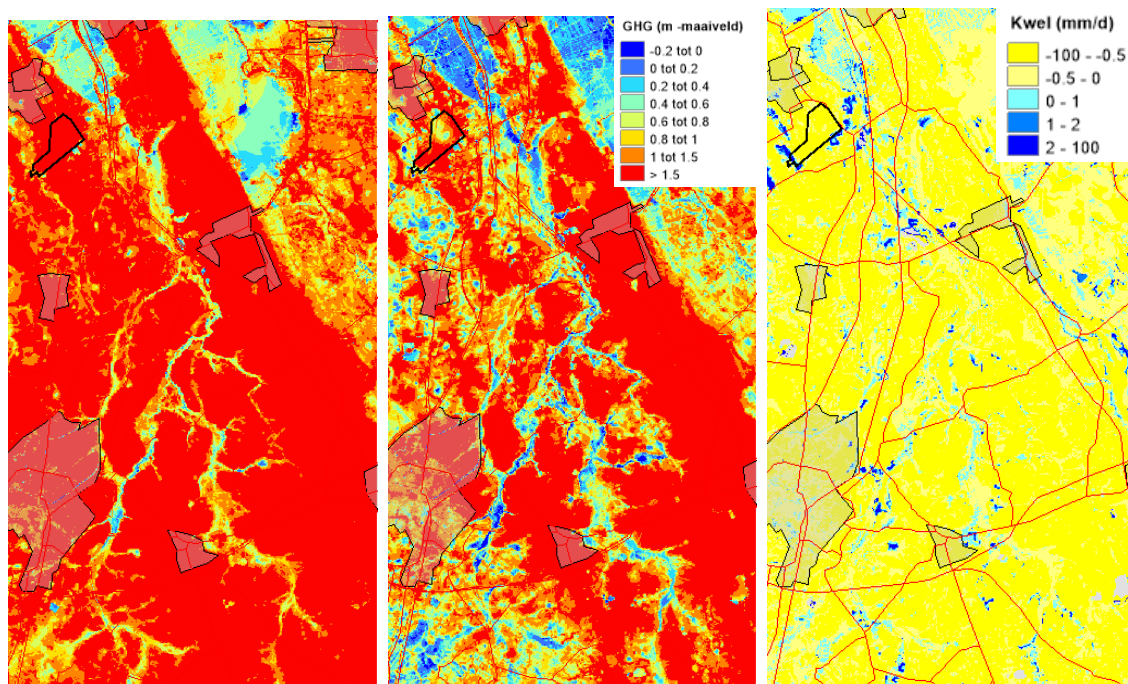 GHG (m -maaiveld)
-0.2 tot 0
0 tot 0.2
0.2 tot 0.4
0.4 tot 0.6
0.6 tot 0.8
0.8 tot 1
1 tot 1.5
> 1.5
Kwel (mm/d)
-100 - -0.5
-0.5 - 0
0 - 1
1 - 2
2 - 100